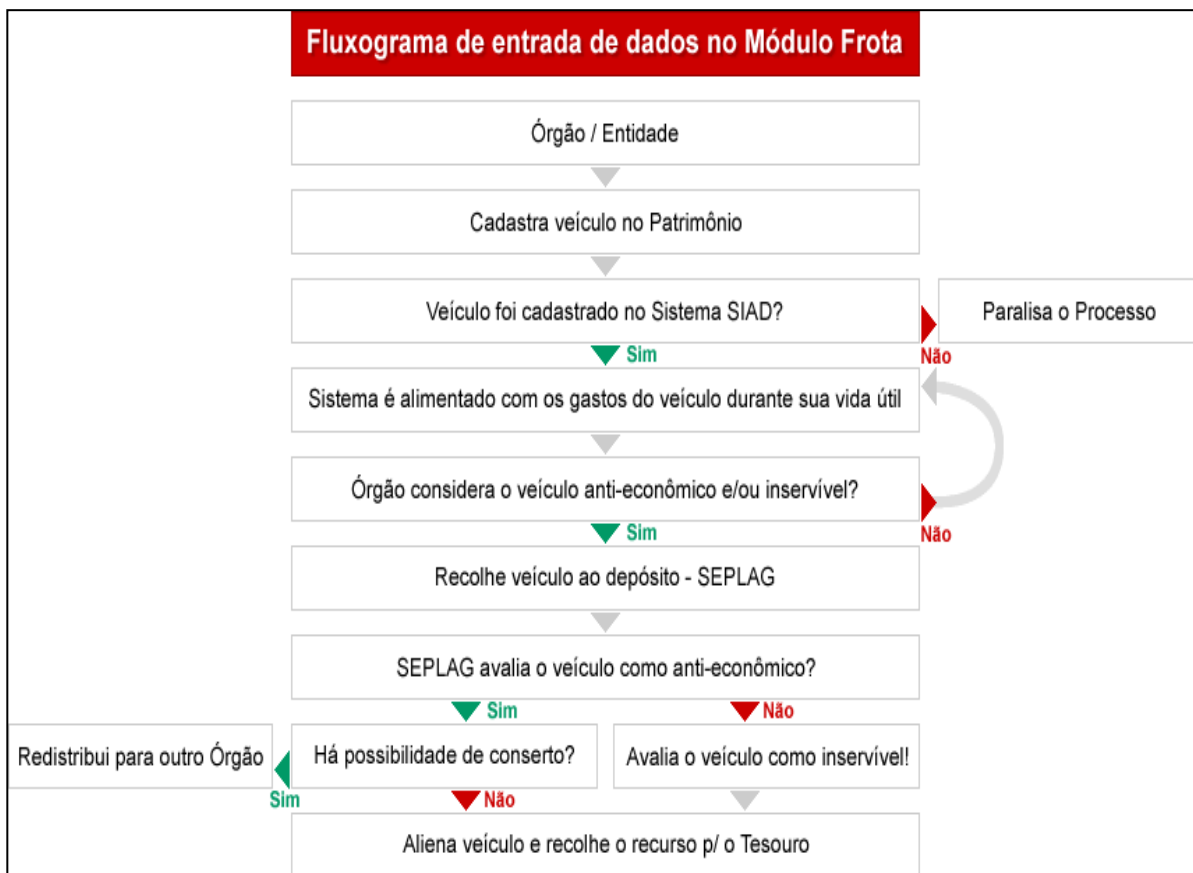 Fluxograma de entrada de dados no Módulo Frota
Órgão / Entidade
Cadastra veículo no Patrimônio
Veículo foi cadastrado no Sistema SIAD?
Paralisa o Processo
Sim
Não
Sistema é alimentado com os gastos do veículo durante sua vida útil
Órgão considera o veículo anti-econômico e/ou inservível?
Sim
Não
Recolhe veículo ao depósito - SEPLAG
SEPLAG avalia o veículo como anti-econômico?
Sim
Não
Redistribui para outro Órgão
Há possibilidade de conserto?
Avalia o veículo como inservível!
Sim
Não
Aliena veículo e recolhe o recurso p/ o Tesouro